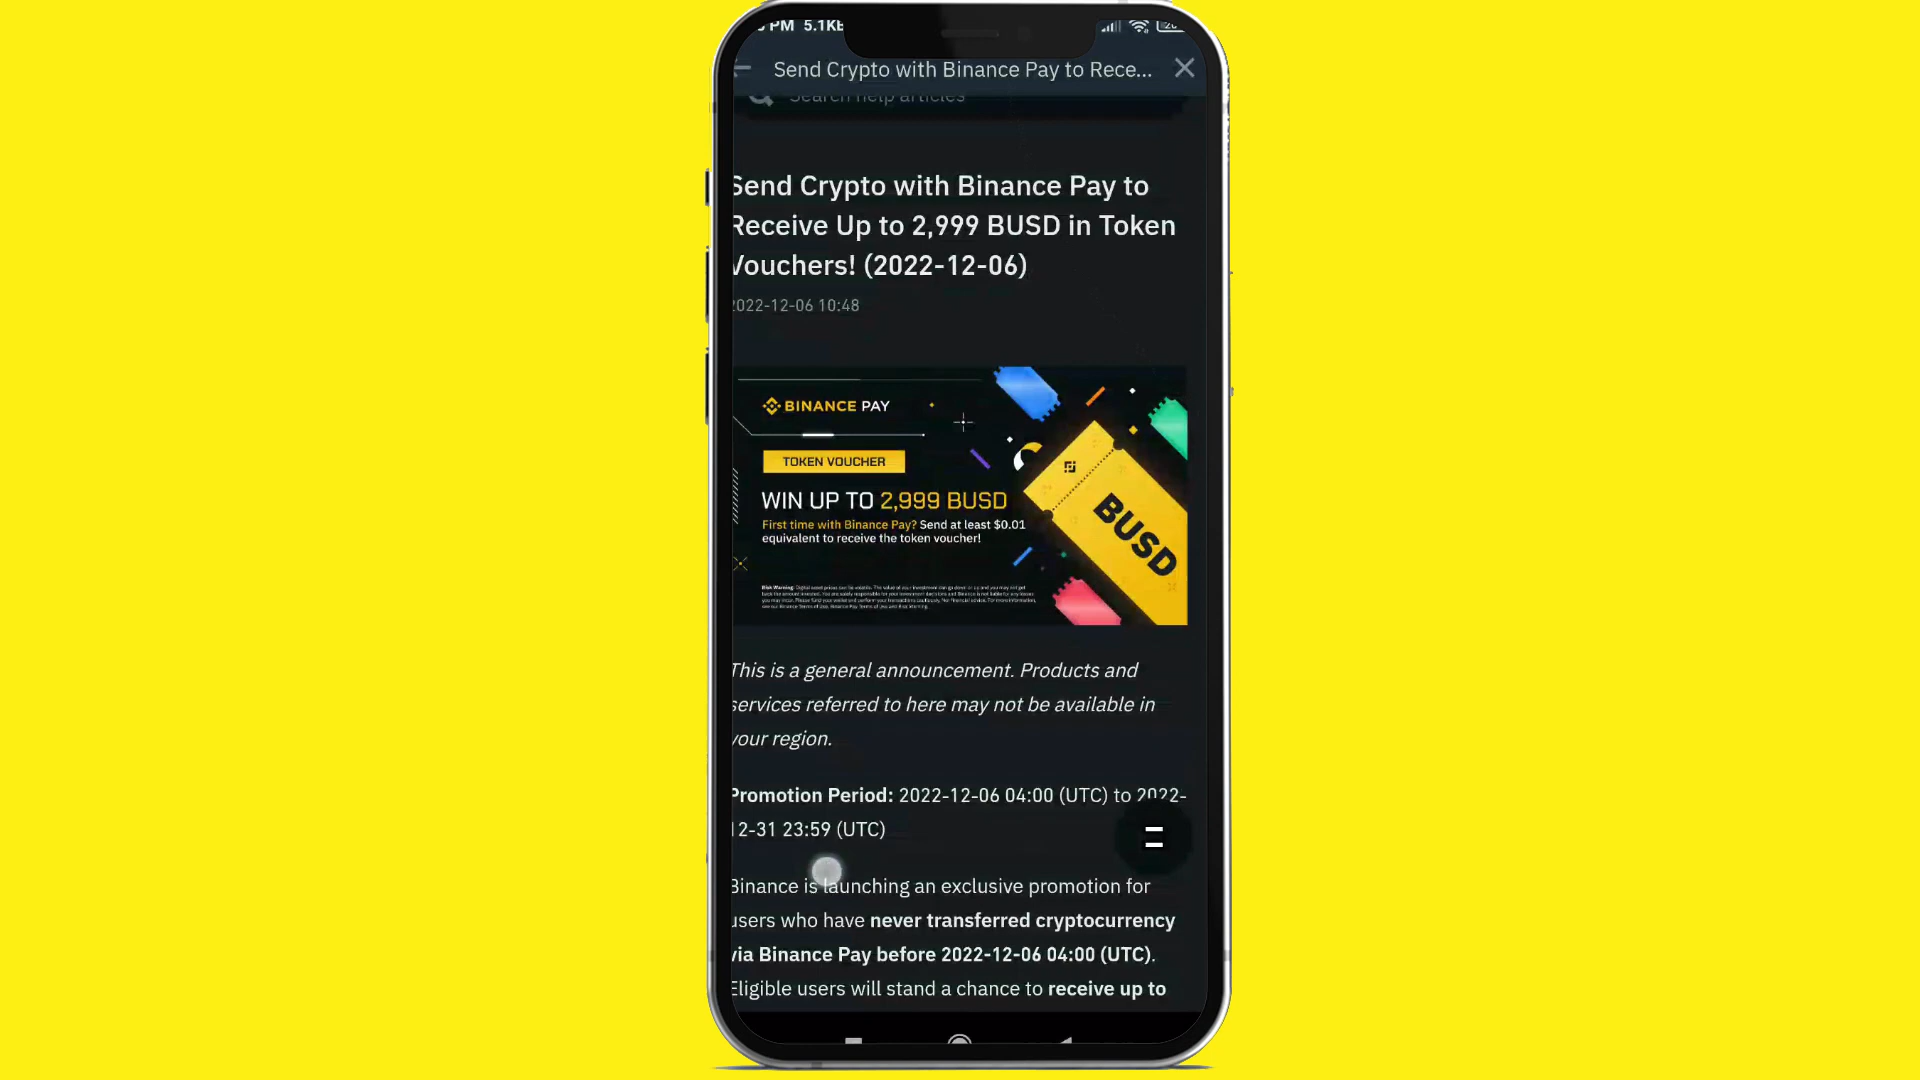 PM 5.1KB
Send Crypto with Binance Pay to Rece...
Search help articles
Send Crypto with Binance Pay to
Receive Up to 2,999 BUSD in Token
Vouchers! (2022-12-06)
2022-12-06 10:48
BINANCE PAY
TOKEN VOUCHER
WIN UP TO 2,999 BUSD
First time with Binance Pay? Send at least $0.01
equivalent to receive the token voucher!
BUSD
This is a general announcement. Products and
services referred to here may not be available in
your region.
Promotion Period: 2022-12-06 04:00 (UTC) to 2022-
12-31 23:59 (UTC)
Binance is launching an exclusive promotion for
users who have never transferred cryptocurrency
via Binance Pay before 2022-12-06 04:00 (UTC).
Eligible users will stand a chance to receive up to